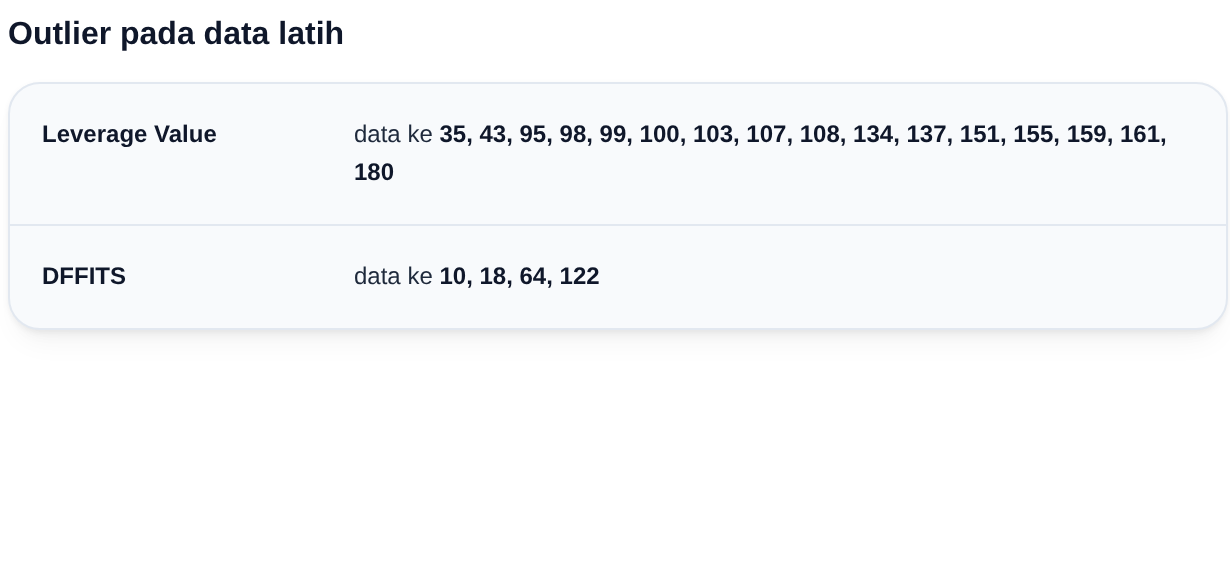 Outlier pada data latih
Leverage Value
data ke 35, 43, 95, 98, 99, 100, 103, 107, 108, 134, 137, 151, 155, 159, 161,
180
DFFITS
data ke 10, 18, 64, 122